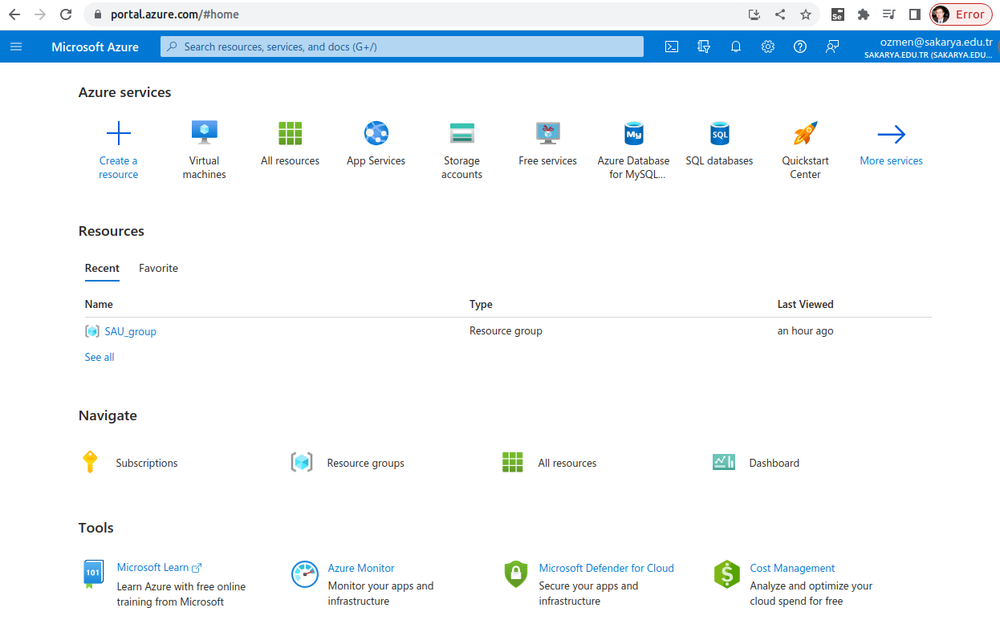 portal.azure.com/#home
Se
Error
Microsoft Azure
Search resources, services, and docs (G+/)
ozmen@sakarya.edu.tr
SAKARYA.EDU.TR (SAKARYA.EDU...
Azure services
Create a
resource
Virtual
machines
All resources
App Services
Storage
accounts
Free services
My
Azure Database
for MySQL...
SQL
SQL databases
Quickstart
Center
More services
Resources
Recent
Favorite
Name
Type
Last Viewed
SAU_group
Resource group
an hour ago
See all
Navigate
Subscriptions
Resource groups
All resources
Dashboard
Tools
101
Microsoft Learn
Learn Azure with free online
training from Microsoft
Azure Monitor
Monitor your apps and
infrastructure
Microsoft Defender for Cloud
Secure your apps and
infrastructure
$
Cost Management
Analyze and optimize your
cloud spend for free